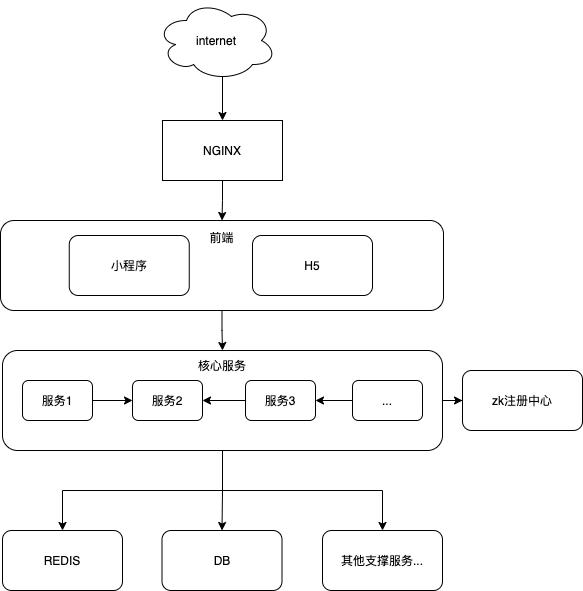 internet
NGINX
前端
小程序
H5
核心服务
服务1
服务2
服务3
...
zk注册中心
REDIS
DB
其他支撑服务...